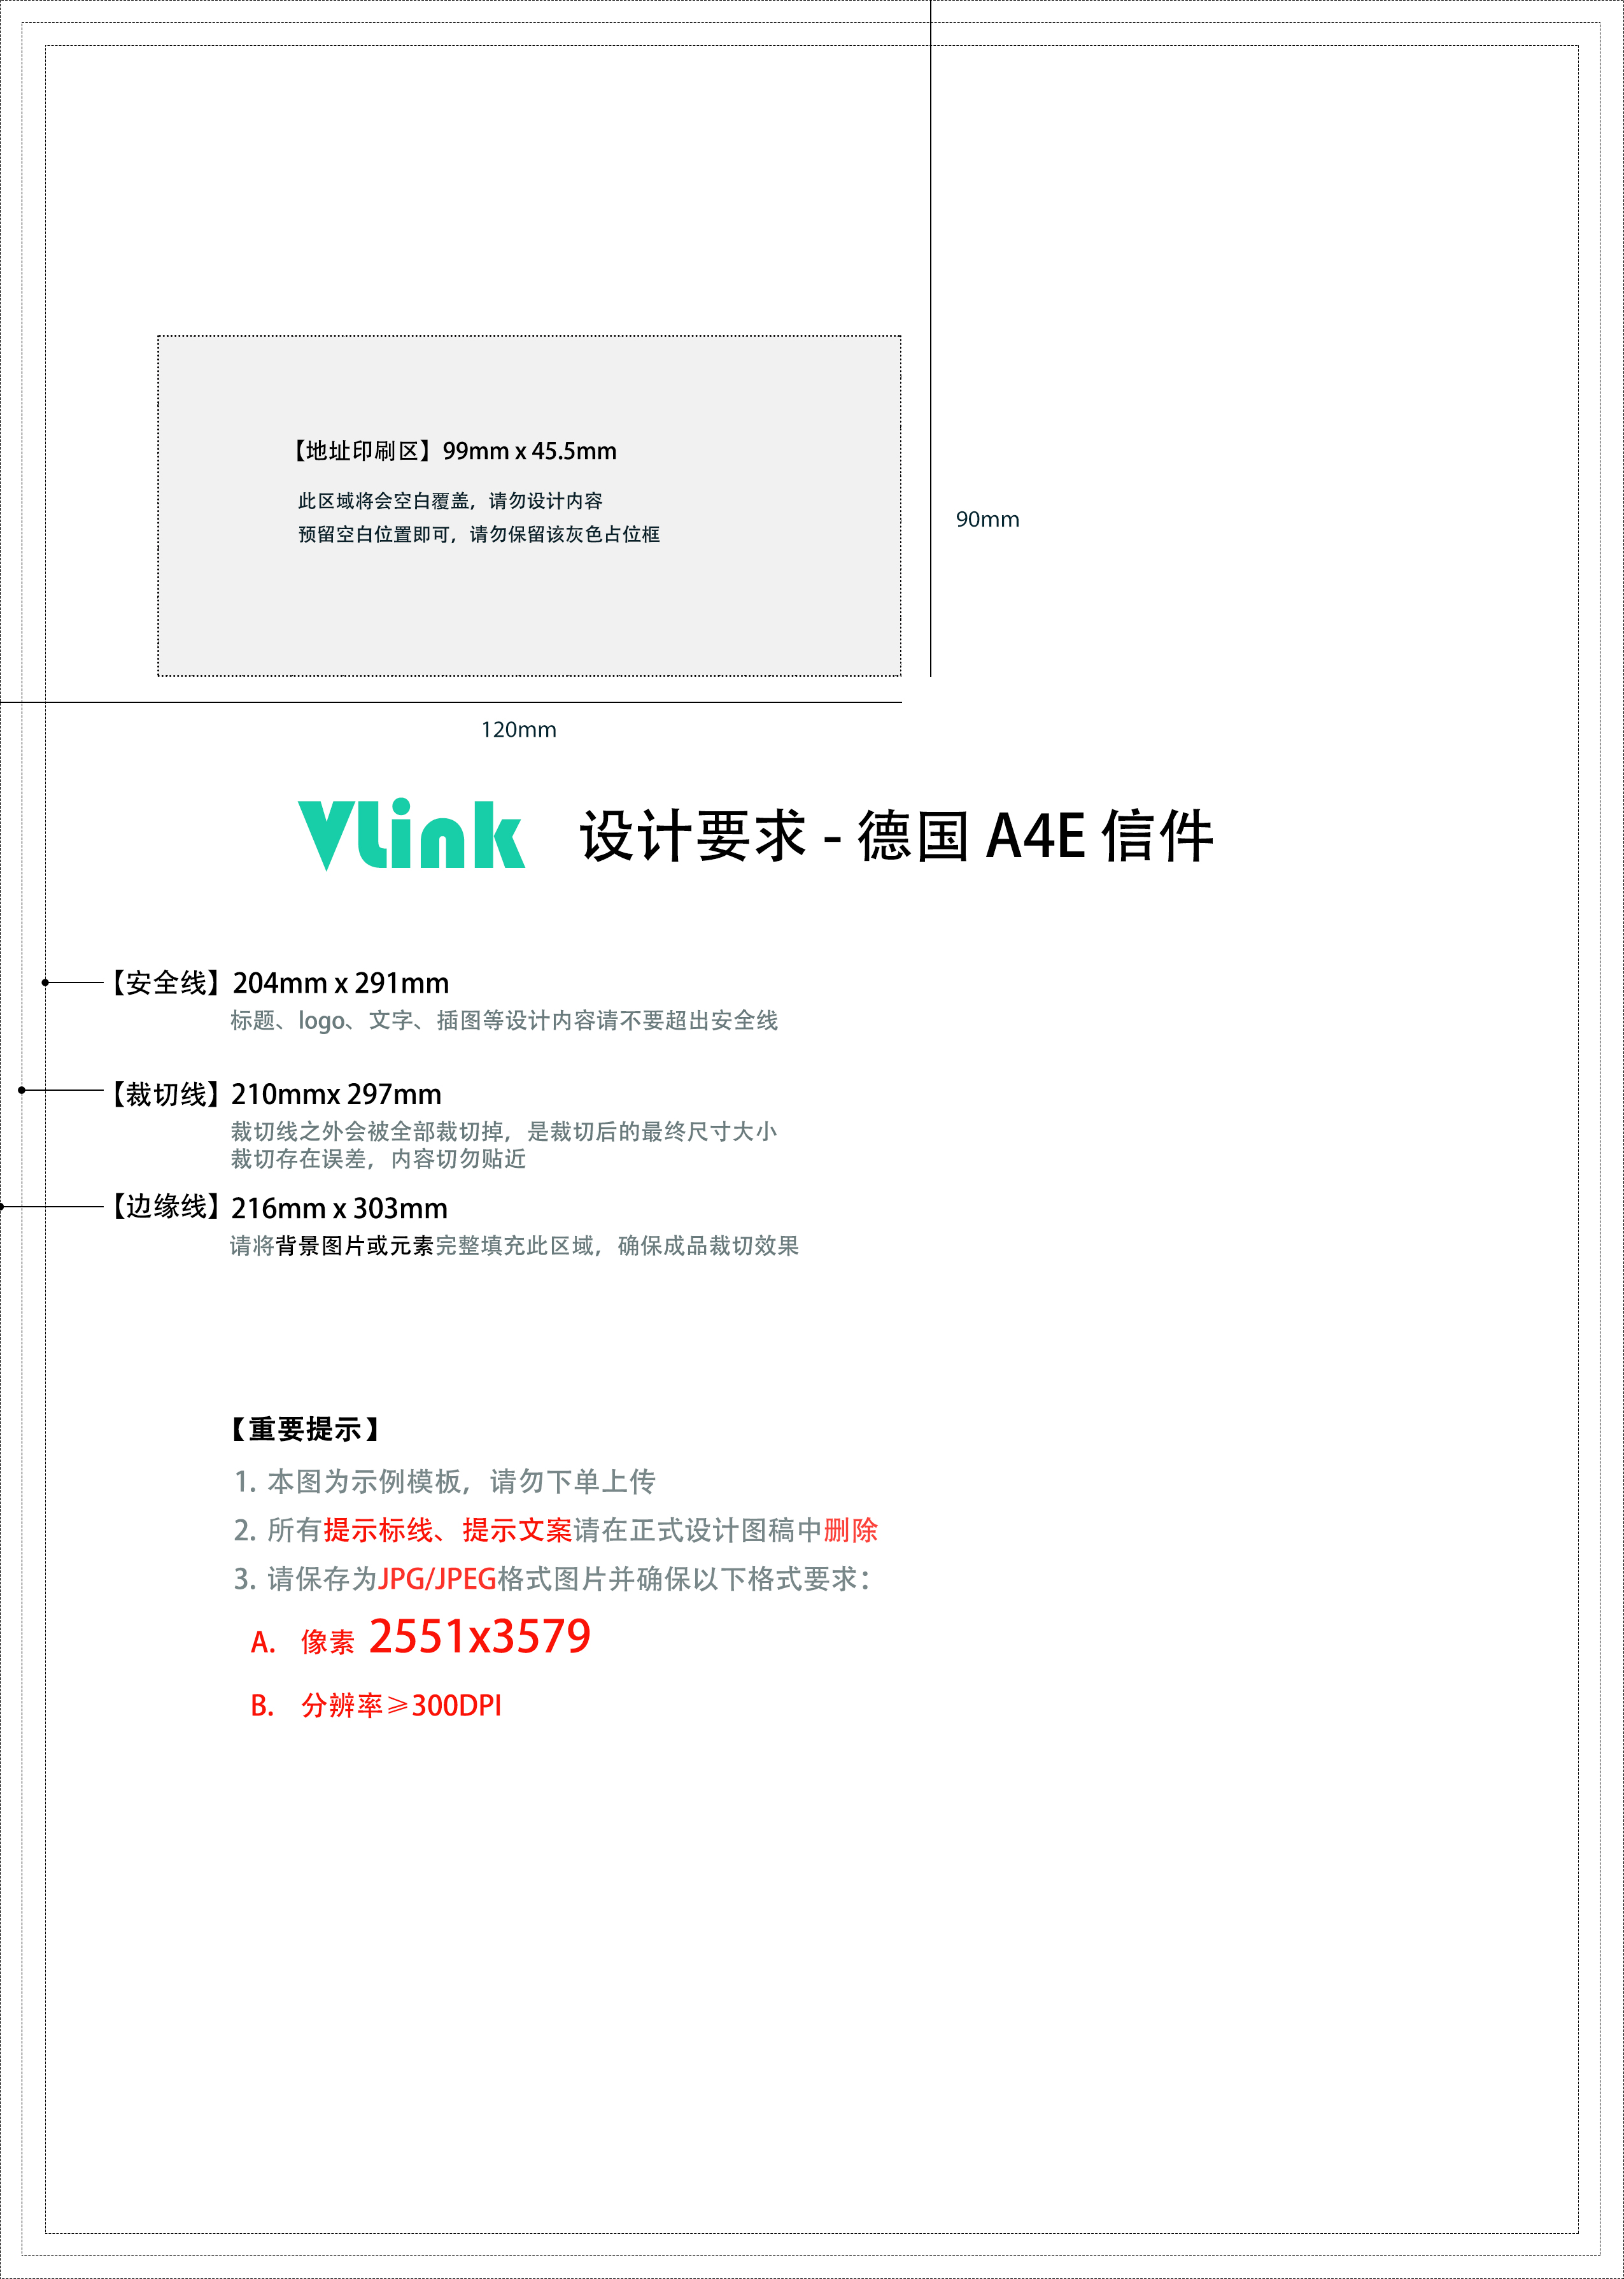 【地址印刷区】99mm x 45.5mm
此区域将会空白覆盖，请勿设计内容
预留空白位置即可，请勿保留该灰色占位框
90mm
120mm
Vlink 设计要求 - 德国 A4E 信件
【安全线】204mm x 291mm
标题、logo、文字、插图等设计内容请不要超出安全线
【裁切线】210mmx 297mm
裁切线之外会被全部裁切掉，是裁切后的最终尺寸大小
裁切存在误差，内容切勿贴近
【边缘线】216mm x 303mm
请将背景图片或元素完整填充此区域，确保成品裁切效果
【重要提示】
1. 本图为示例模板，请勿下单上传
2. 所有提示标线、提示文案请在正式设计图稿中删除
3. 请保存为JPG/JPEG格式图片并确保以下格式要求：
A. 像素 2551x3579
B. 分辨率≥300DPI